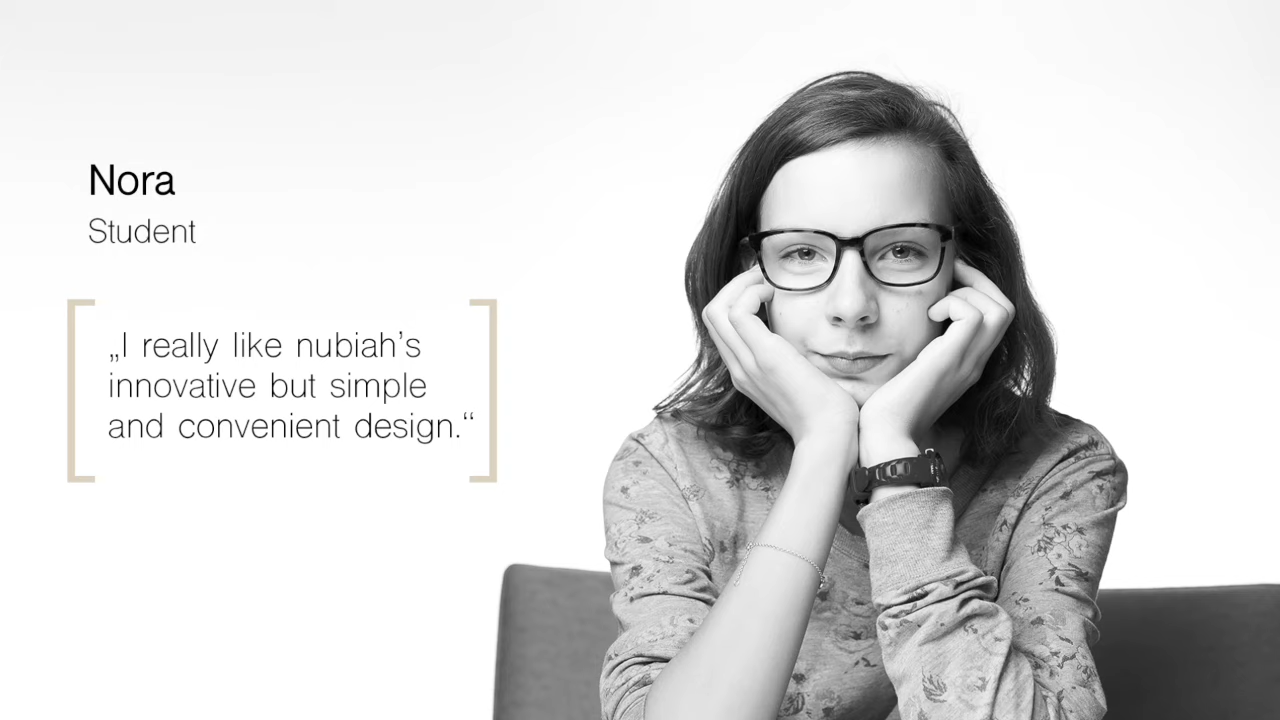 Nora
Student
„I really like nubiah’s
innovative but simple
and convenient design.“